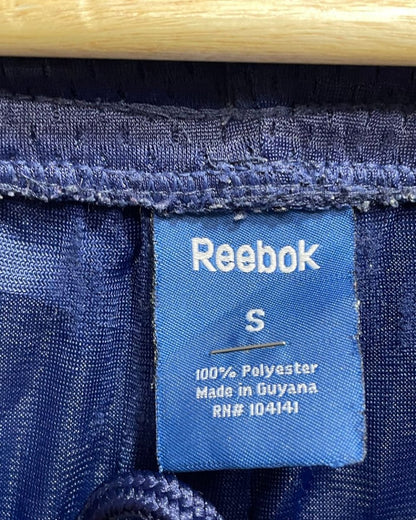 Reebok
S
100% Polyester
Made in Guyana
RN# 104141